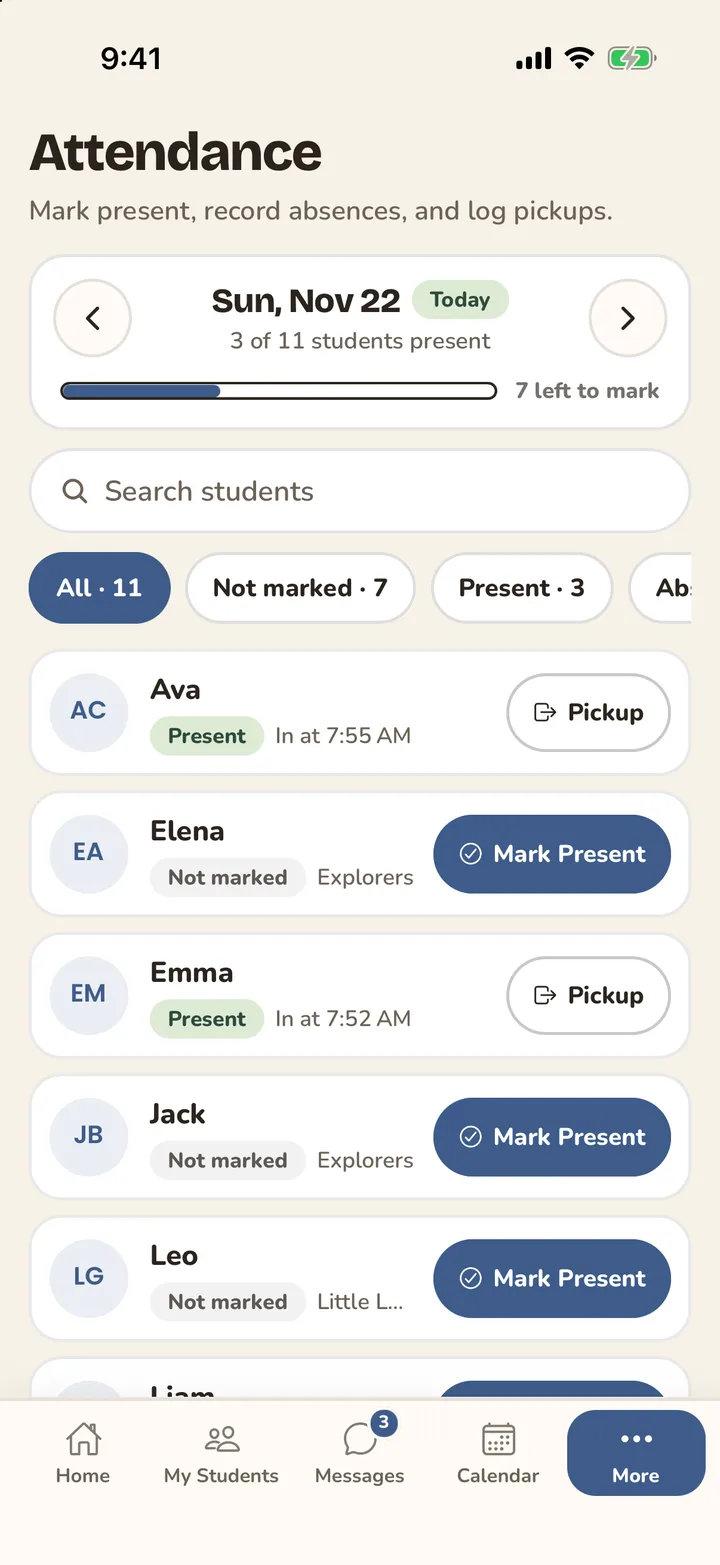 9:41
Attendance
Mark present, record absences, and log pickups.
Sun, Nov 22 Today
3 of 11 students present
7 left to mark
Search students
All · 11 Not marked · 7 Present · 3 Ab
AC Ava
Present In at 7:55 AM
Pickup
EA Elena
Not marked Explorers
Mark Present
EM Emma
Present In at 7:52 AM
Pickup
JB Jack
Not marked Explorers
Mark Present
LG Leo
Not marked Little L...
Mark Present
Liam
3
Home My Students Messages Calendar More